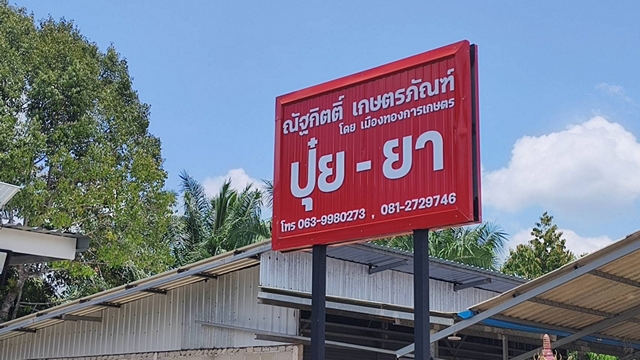 ณัฐกิตติ์ เกษตรภัณฑ์
โดย เมืองทองการเกษตร
ปุ๋ย - ยา
โทร 063-9980273 , 081-2729746